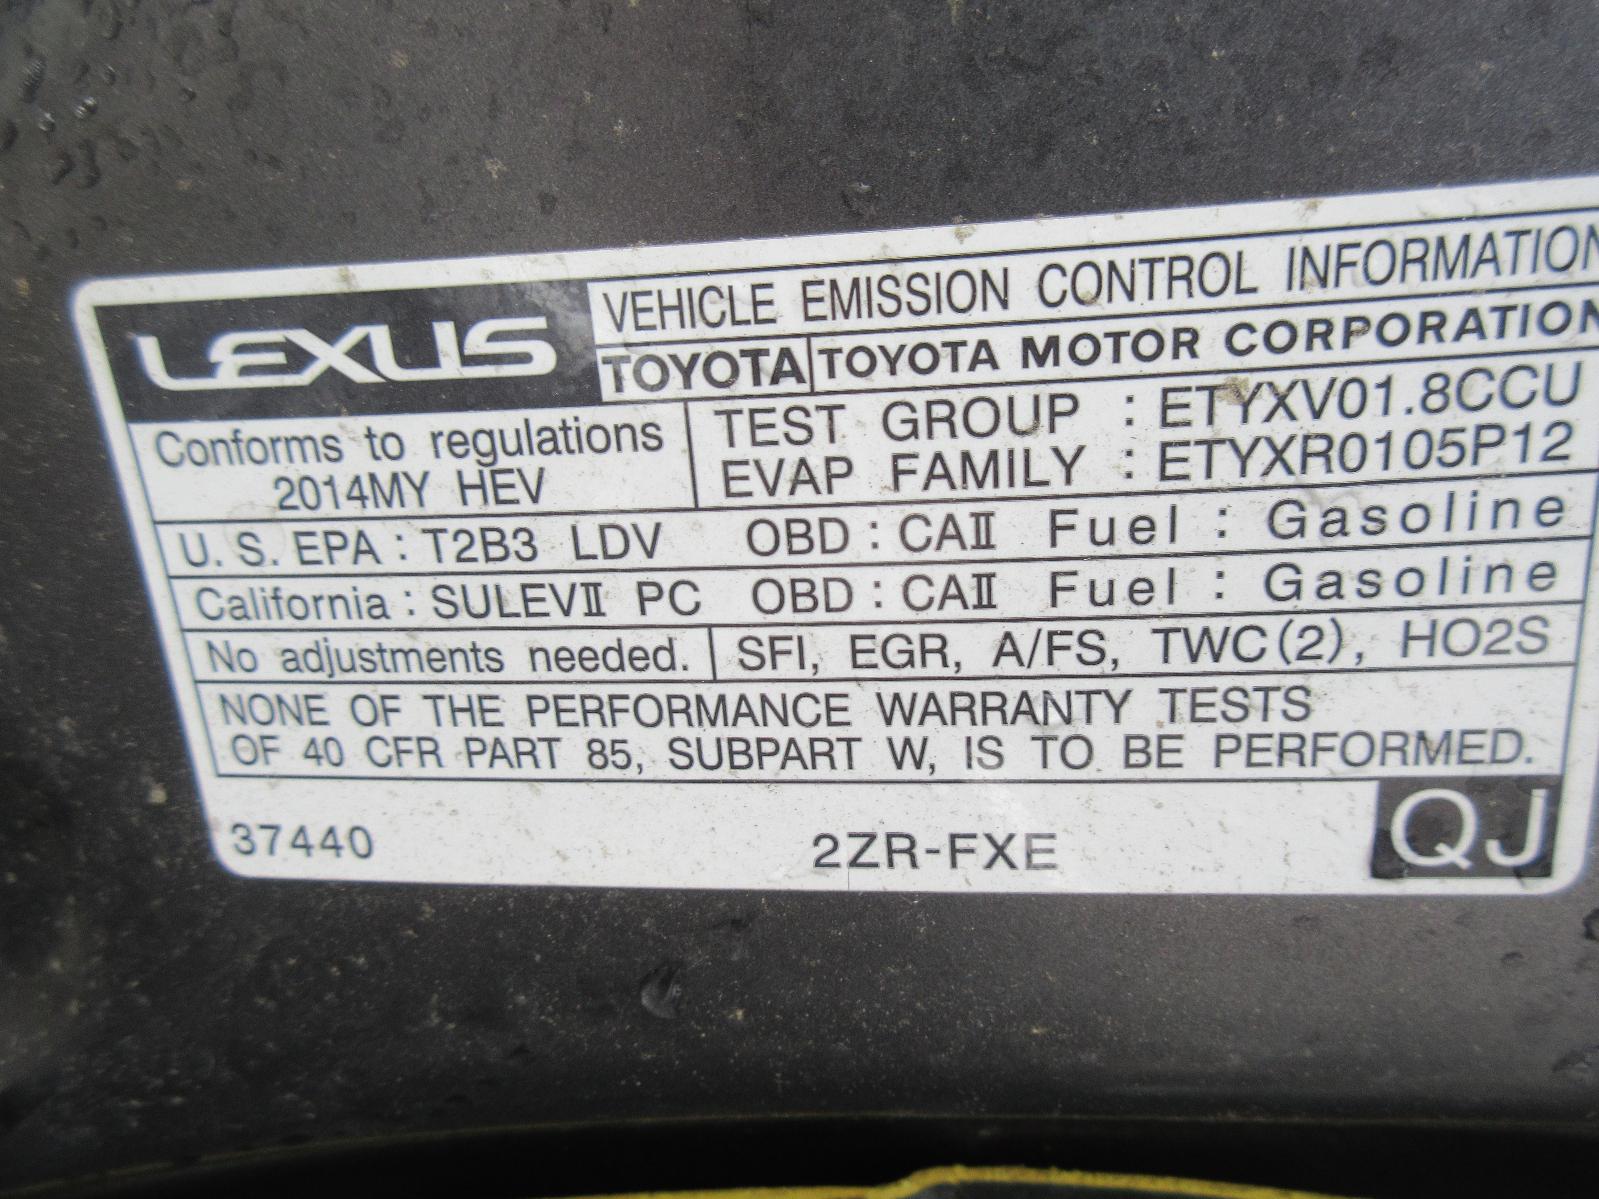 LEXUS VEHICLE EMISSION CONTROL INFORMATION
TOYOTA TOYOTA MOTOR CORPORATION
Conforms to regulations
2014MY HEV
TEST GROUP : ETYXV01.8CCU
EVAP FAMILY : ETYXR0105P12
U. S. EPA : T2B3 LDV OBD : CAⅡ Fuel : Gasoline
California : SULEVⅡ PC OBD : CAⅡ Fuel : Gasoline
No adjustments needed. SFI, EGR, A/FS, TWC(2), HO2S
NONE OF THE PERFORMANCE WARRANTY TESTS
OF 40 CFR PART 85, SUBPART W, IS TO BE PERFORMED.
37440 2ZR-FXE QJ